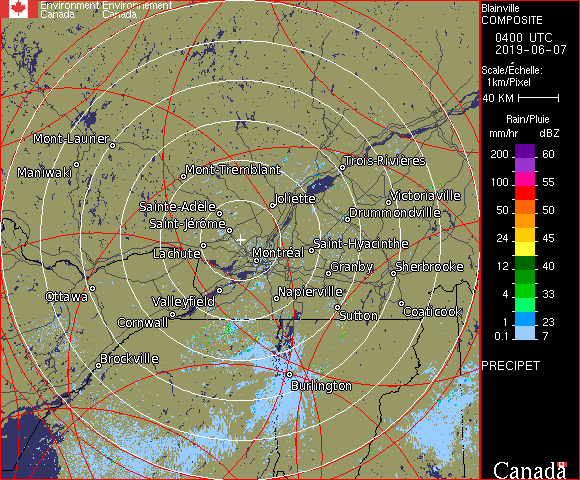 Environment Environnement
Canada Canada
Blainville
COMPOSITE
0400 UTC
2019-06-07
Scale/Échelle:
1km/Pixel
40 KM
Rain/Pluie
mm/hr dBZ
200 60
100 55
50 50
24 45
12 40
4 33
1 23
0.1 7
PRECIPET
Mont-Laurier
Maniwaki
Mont-Tremblant
Trois-Rivières
Joliette
Victoriaville
Sainte-Adèle
Drummondville
Saint-Jérôme
Saint-Hyacinthe
Lachute
Montréal
Granby
Sherbrooke
Ottawa
Valleyfield
Napierville
Cornwall
Sutton
Coaticook
Brockville
Burlington
Canada